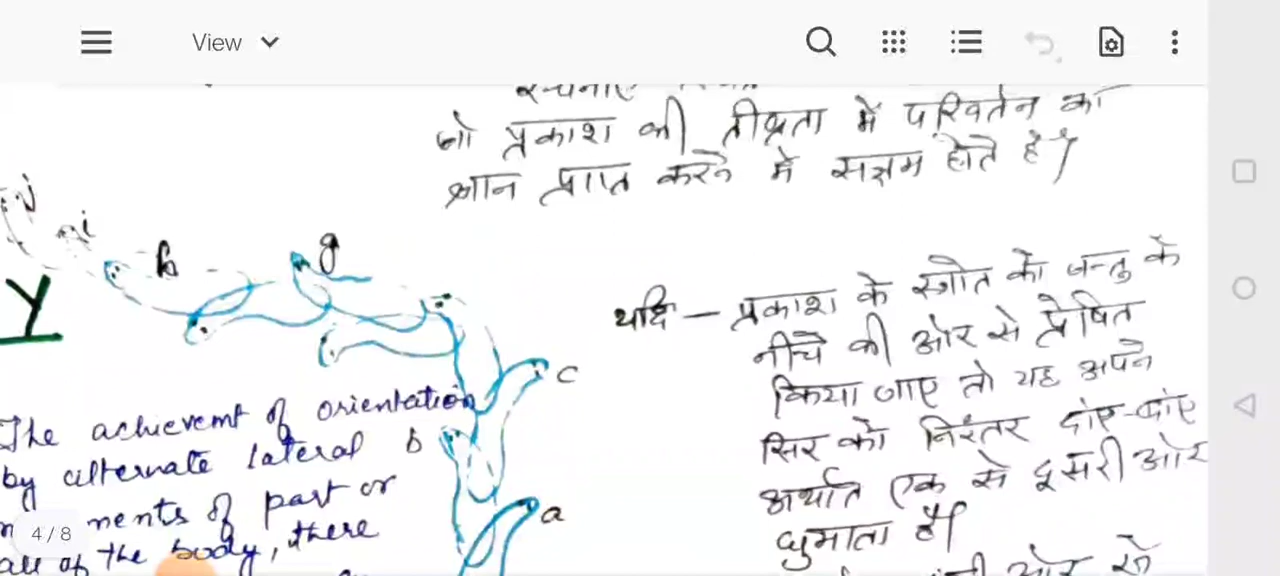 View
जो प्रकाश की तीव्रता में परिवर्तन का
ज्ञान प्राप्त करने में सक्षम होते है।
j
i
h
g
Y
यदि — प्रकाश के स्त्रोत को जन्तु के
नीचे की ओर से प्रेषित
किया जाए तो यह अपने
सिर को निरंतर दांए-बांए
अर्थात एक से दूसरी ओर
घुमाता है।
c
b
a
The achievemt of orientation
by alternate lateral
ments of part or
all of the body, there
4 / 8